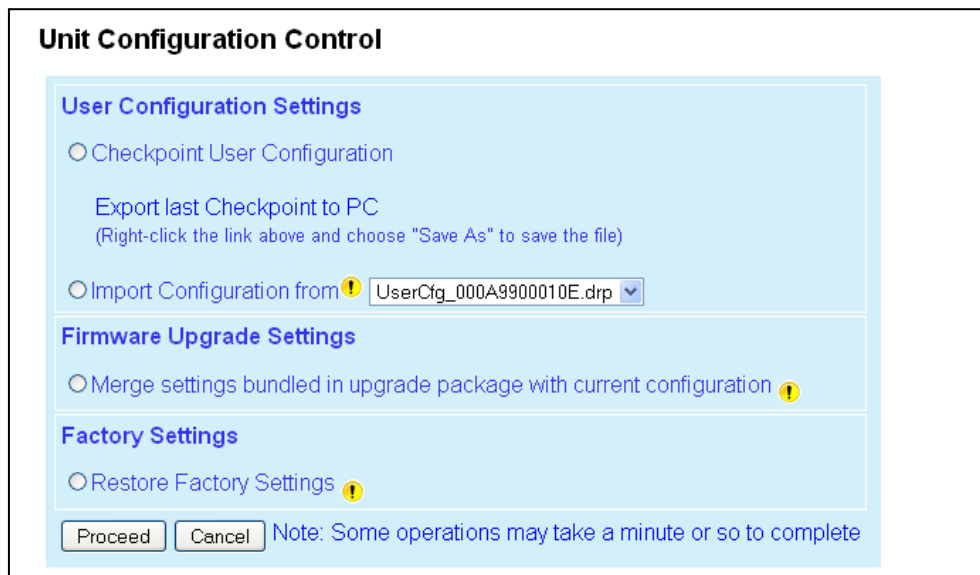 Unit Configuration Control
User Configuration Settings
Checkpoint User Configuration
Export last Checkpoint to PC
(Right-click the link above and choose "Save As" to save the file)
Import Configuration from ! UserCfg_000A9900010E.drp
Firmware Upgrade Settings
Merge settings bundled in upgrade package with current configuration !
Factory Settings
Restore Factory Settings !
Proceed Cancel Note: Some operations may take a minute or so to complete